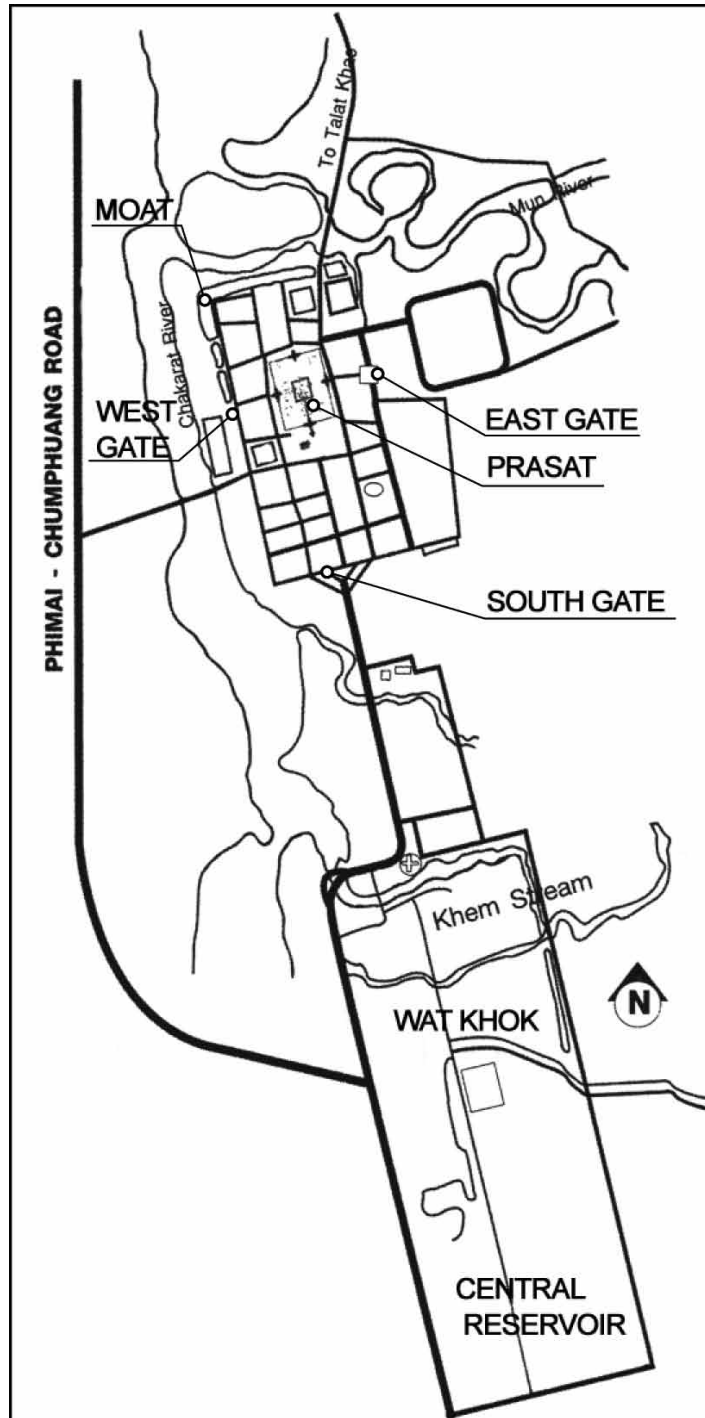 To Talat Khae
Mun River
MOAT
Chakarat River
PHIMAI - CHUMPHUANG ROAD
WEST
GATE
EAST GATE
PRASAT
SOUTH GATE
Khem Stream
N
WAT KHOK
CENTRAL
RESERVOIR